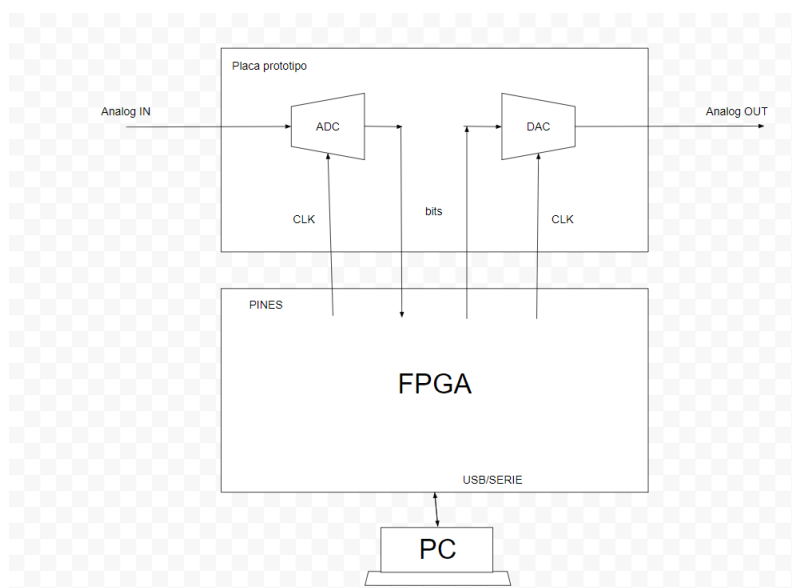 Placa prototipo
Analog IN
ADC
DAC
Analog OUT
CLK
bits
CLK
PINES
FPGA
USB/SERIE
PC